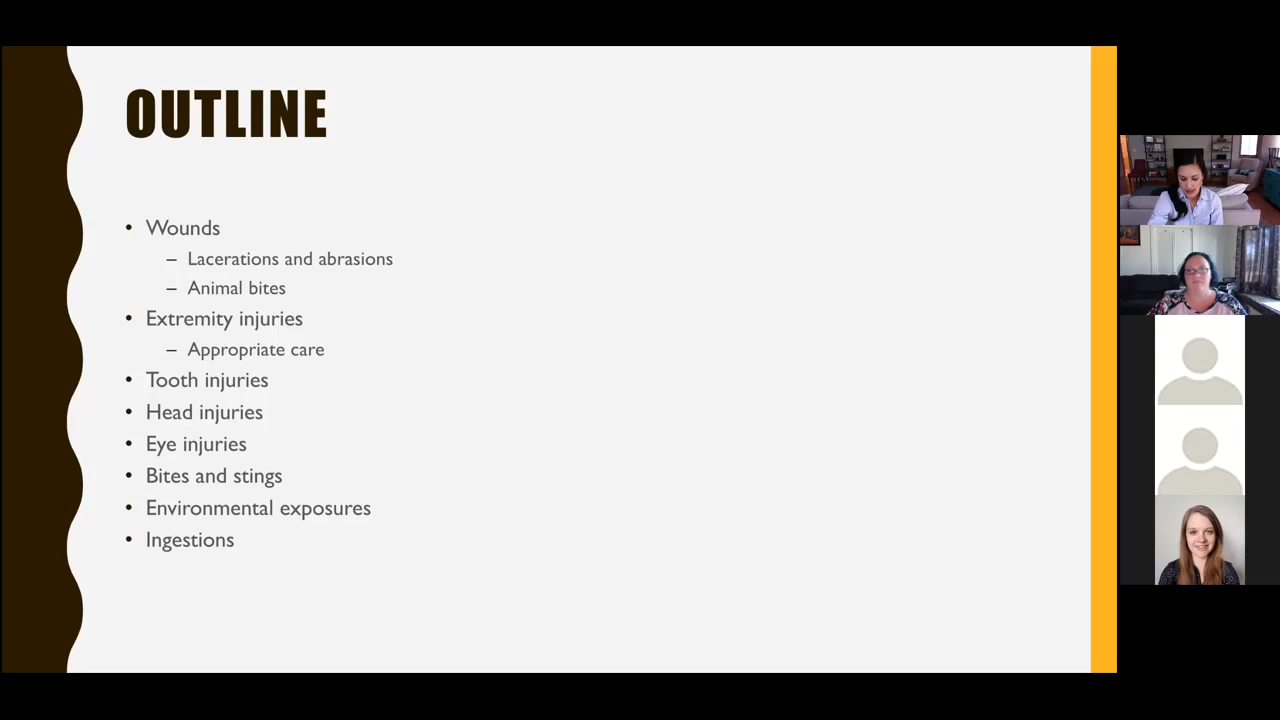 OUTLINE
• Wounds
– Lacerations and abrasions
– Animal bites
• Extremity injuries
– Appropriate care
• Tooth injuries
• Head injuries
• Eye injuries
• Bites and stings
• Environmental exposures
• Ingestions